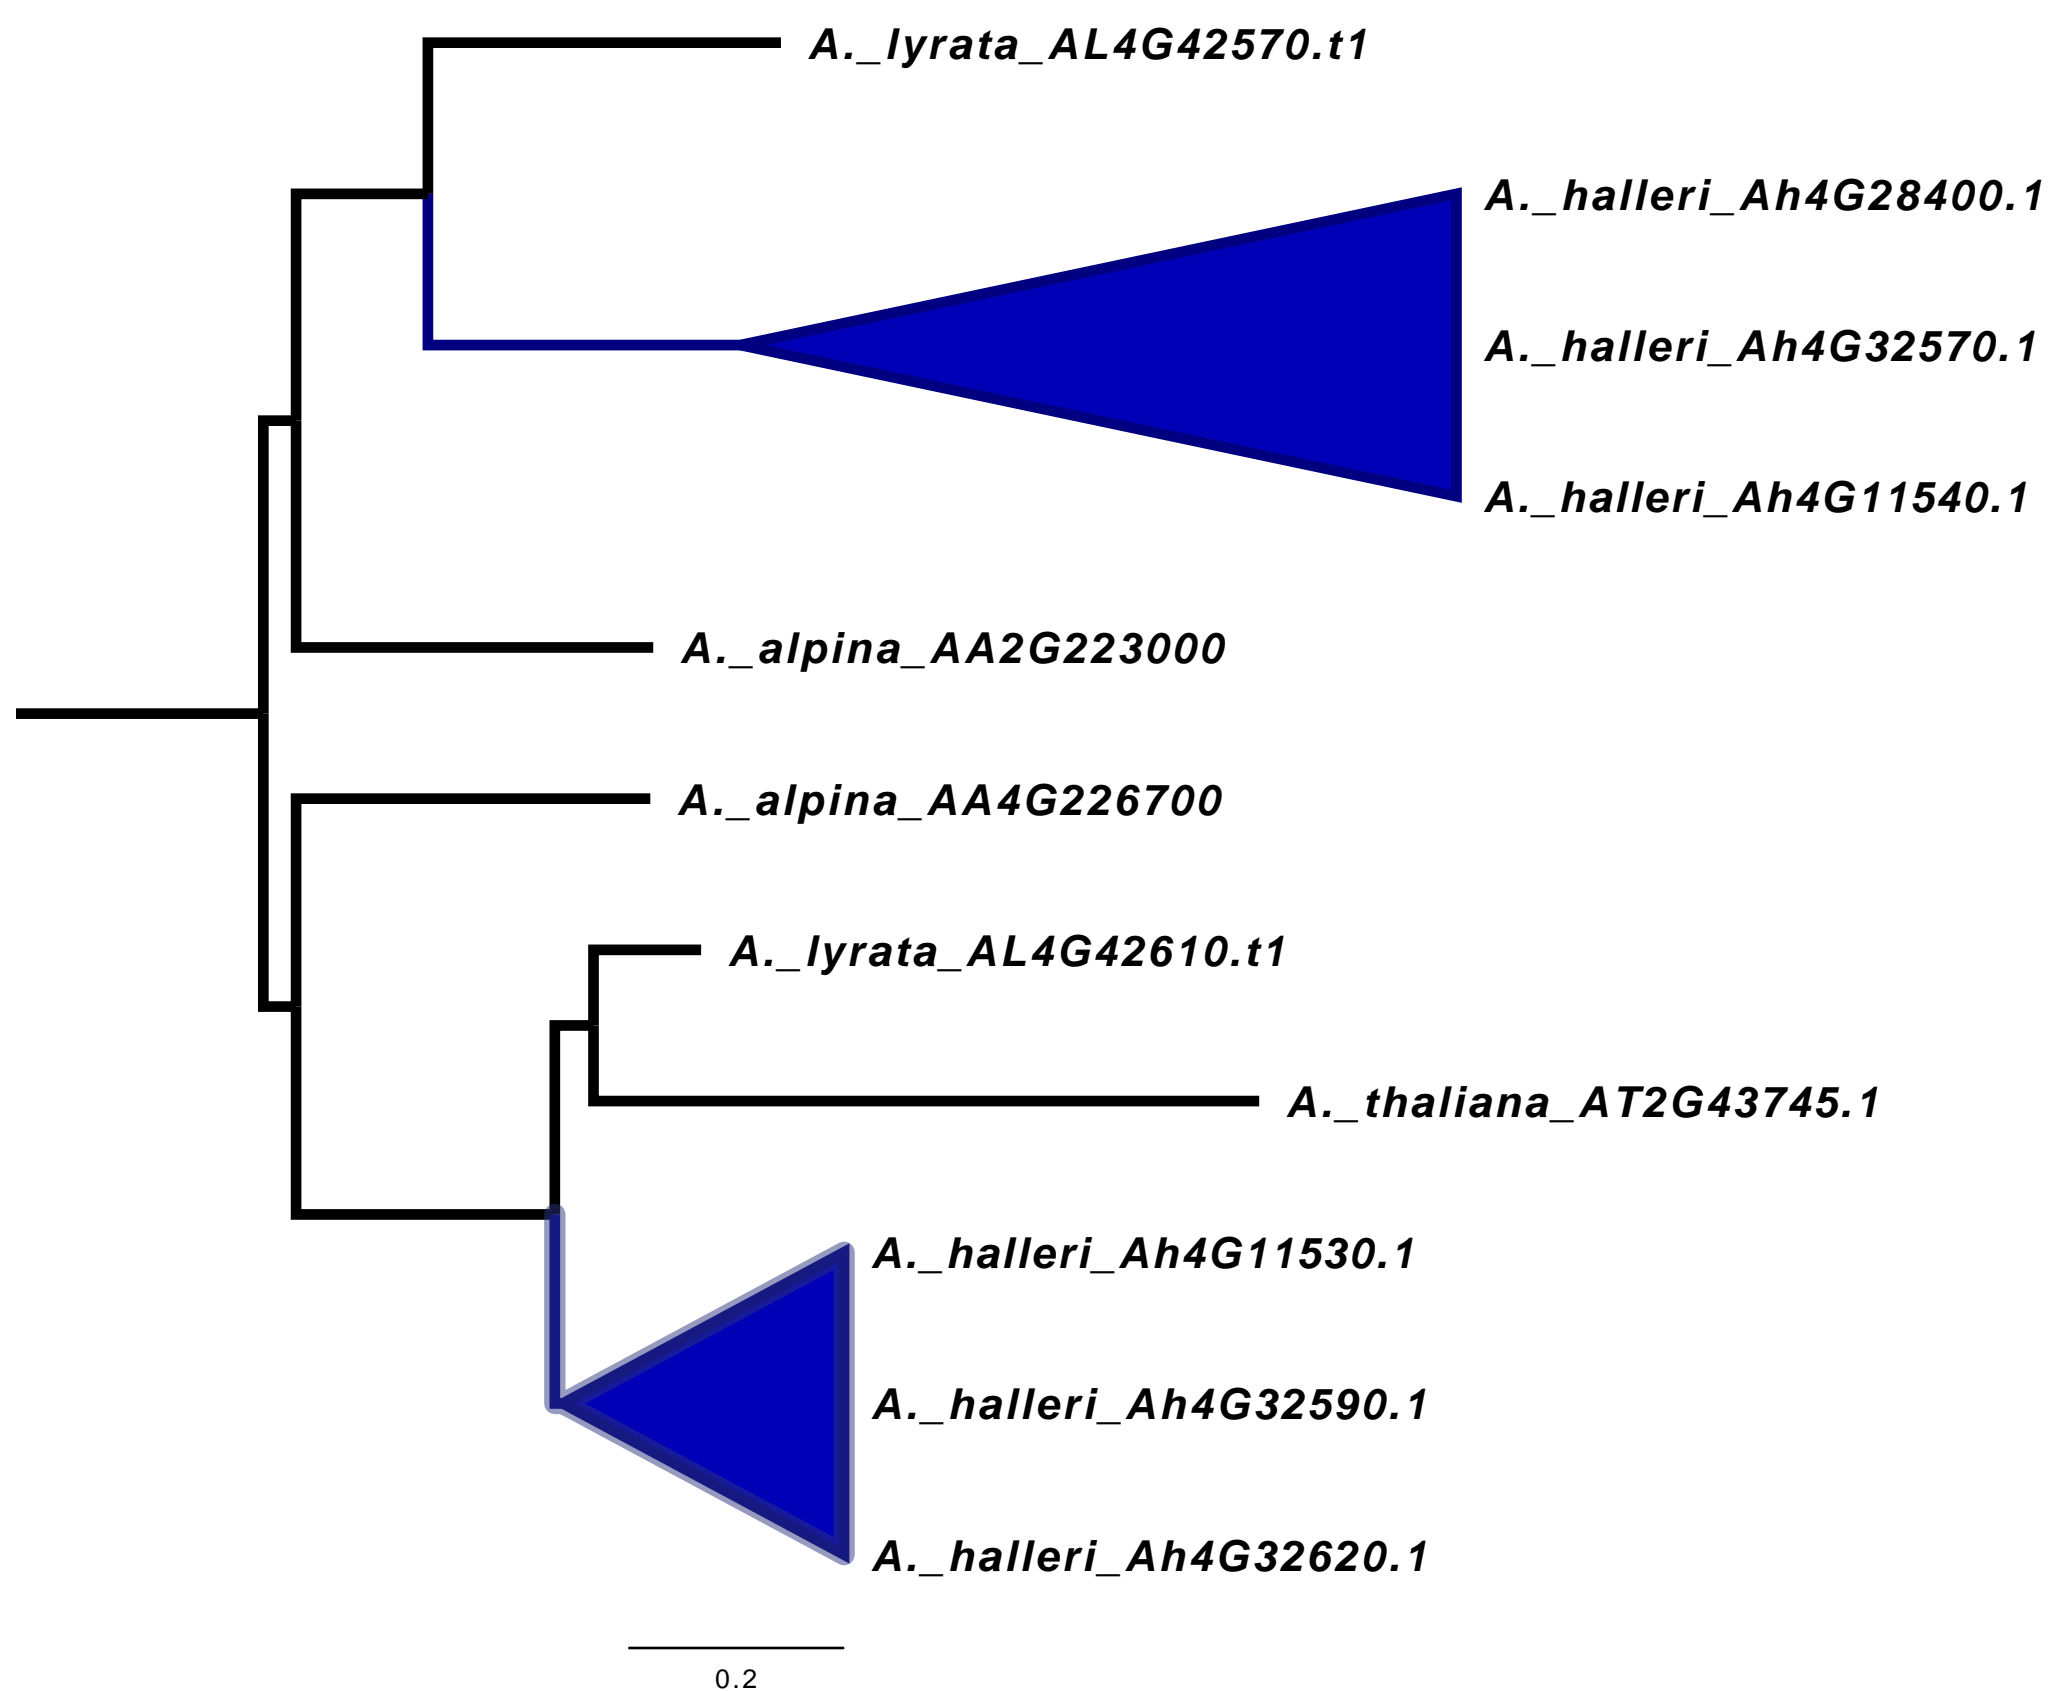 A._lyrata_AL4G42570.t1
A._halleri_Ah4G28400.1
A._halleri_Ah4G32570.1
A._halleri_Ah4G11540.1
A._alpina_AA2G223000
A._alpina_AA4G226700
A._lyrata_AL4G42610.t1
A._thaliana_AT2G43745.1
A._halleri_Ah4G11530.1
A._halleri_Ah4G32590.1
A._halleri_Ah4G32620.1
0.2